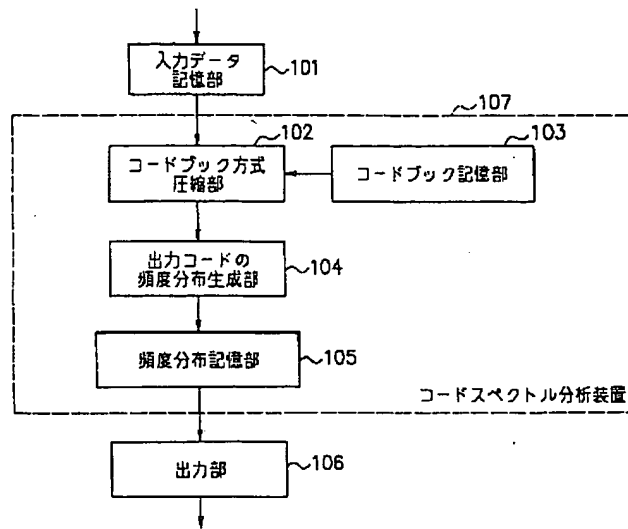 入力データ
記憶部
101
107
102
103
コードブック方式
圧縮部
コードブック記憶部
出力コードの
頻度分布生成部
104
頻度分布記憶部
105
コードスペクトル分析装置
出力部
106